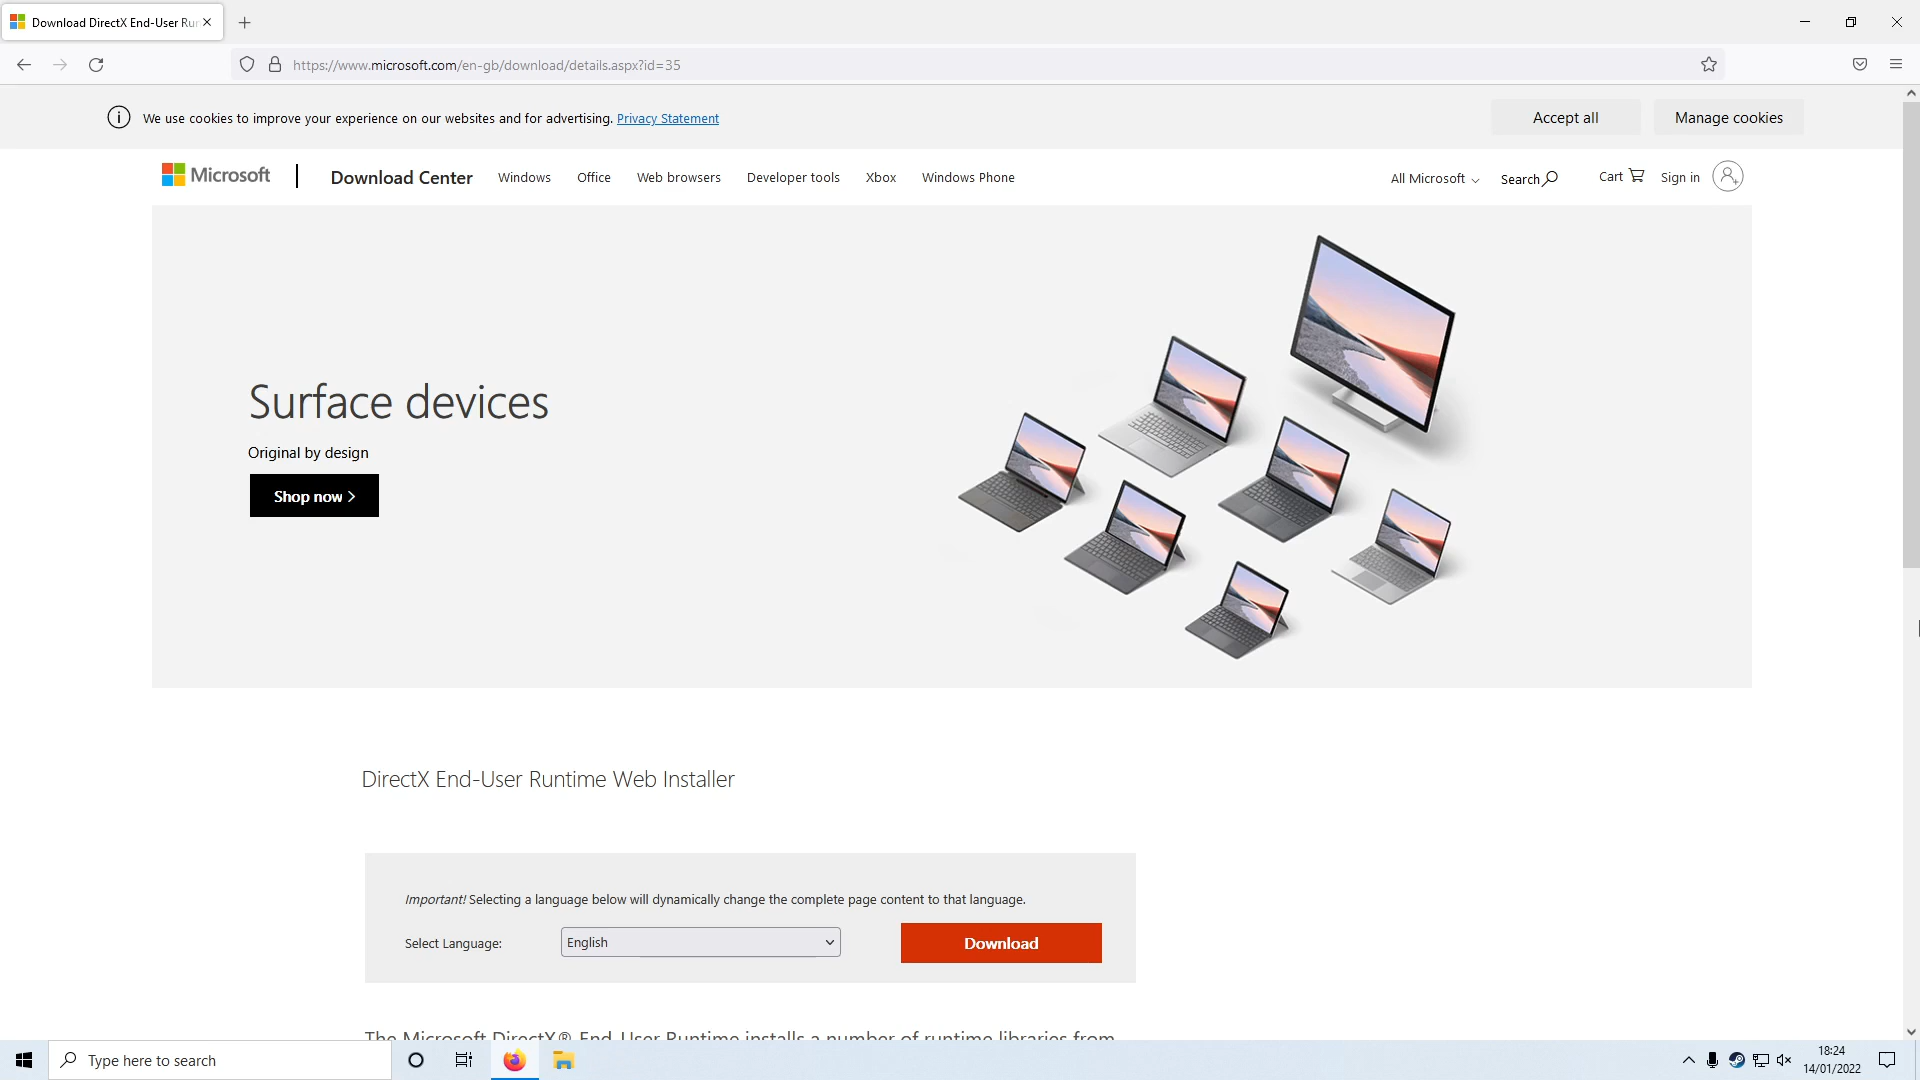 Download DirectX End-User Run
https://www.microsoft.com/en-gb/download/details.aspx?id=35
We use cookies to improve your experience on our websites and for advertising. Privacy Statement
Accept all
Manage cookies
Microsoft
Download Center
Windows
Office
Web browsers
Developer tools
Xbox
Windows Phone
All Microsoft
Search
Cart
Sign in
Surface devices
Original by design
Shop now
DirectX End-User Runtime Web Installer
Important! Selecting a language below will dynamically change the complete page content to that language.
Select Language:
English
Download
The Microsoft DirectX® End-User Runtime installs a number of runtime libraries from
Type here to search
18:24
14/01/2022